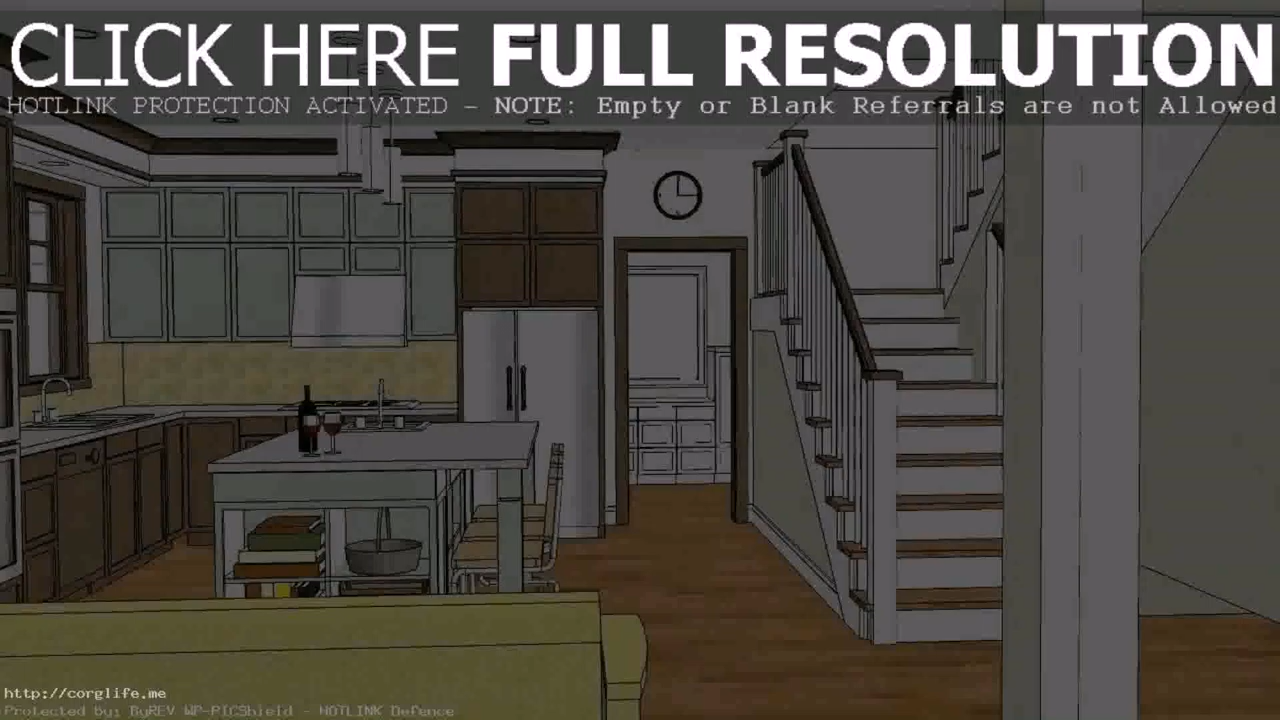 CLICK HERE FULL RESOLUTION
HOTLINK PROTECTION ACTIVATED - NOTE: Empty or Blank Referrals are not Allowed
http://corglife.me
Protected by: ByREV WP-PICShield - HOTLINK Defence